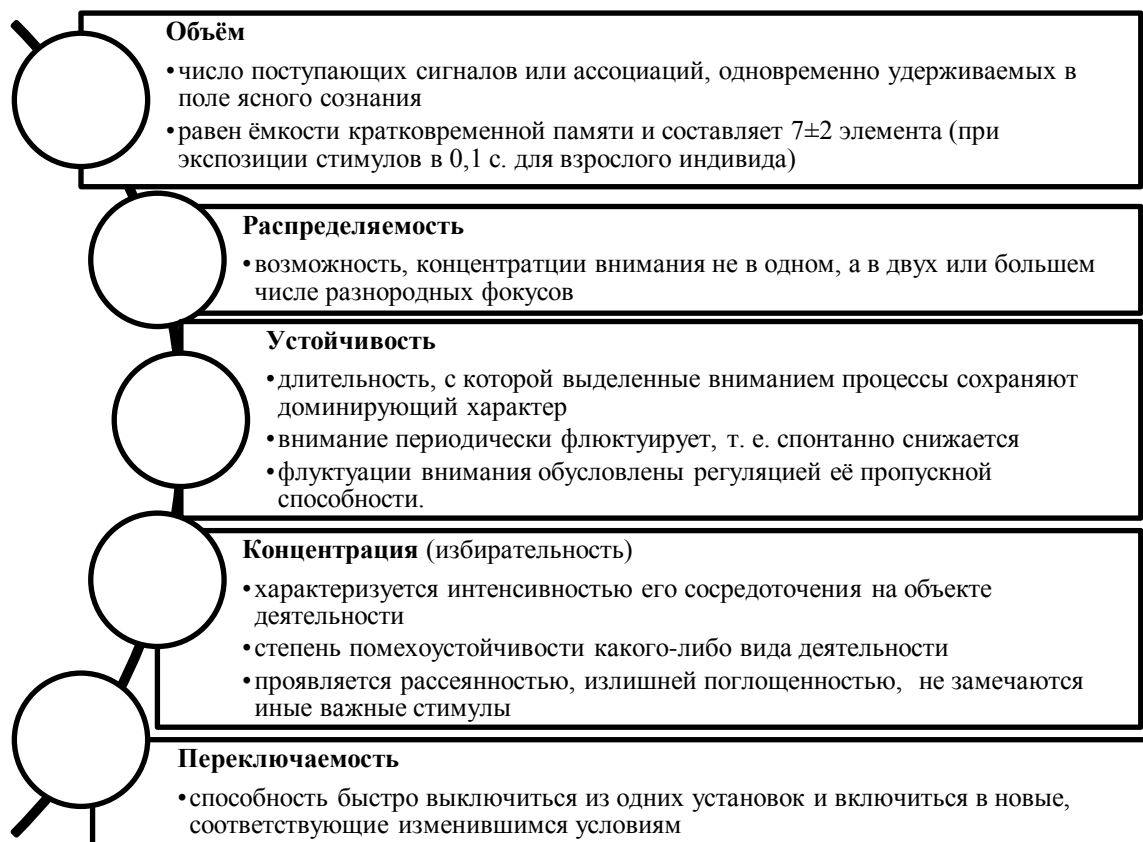 Объём
•число поступающих сигналов или ассоциаций, одновременно удерживаемых в
поле ясного сознания
•равен ёмкости кратковременной памяти и составляет 7±2 элемента (при
экспозиции стимулов в 0,1 с. для взрослого индивида)
Распределяемость
•возможность, концентратции внимания не в одном, а в двух или большем
числе разнородных фокусов
Устойчивость
•длительность, с которой выделенные вниманием процессы сохраняют
доминирующий характер
•внимание периодически флюктуирует, т. е. спонтанно снижается
•флуктуации внимания обусловлены регуляцией её пропускной
способности.
Концентрация (избирательность)
•характеризуется интенсивностью его сосредоточения на объекте
деятельности
•степень помехоустойчивости какого-либо вида деятельности
•проявляется рассеянностью, излишней поглощенностью, не замечаются
иные важные стимулы
Переключаемость
•способность быстро выключиться из одних установок и включиться в новые,
соответствующие изменившимся условиям